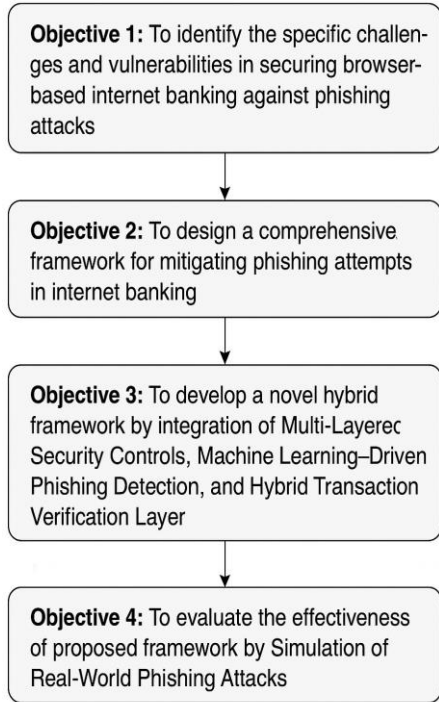 Objective 1: To identify the specific challen-
ges and vulnerabilities in securing browser-
based internet banking against phishing
attacks
Objective 2: To design a comprehensive
framework for mitigating phishing attempts
in internet banking
Objective 3: To develop a novel hybrid
framework by integration of Multi-Layered
Security Controls, Machine Learning–Driven
Phishing Detection, and Hybrid Transaction
Verification Layer
Objective 4: To evaluate the effectiveness
of proposed framework by Simulation of
Real-World Phishing Attacks